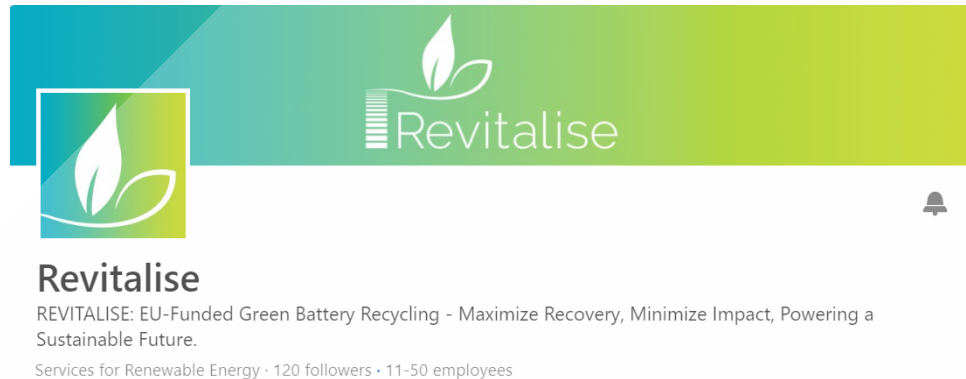 Revitalise
Revitalise
REVITALISE: EU-Funded Green Battery Recycling - Maximize Recovery, Minimize Impact, Powering a
Sustainable Future.
Services for Renewable Energy · 120 followers • 11-50 employees